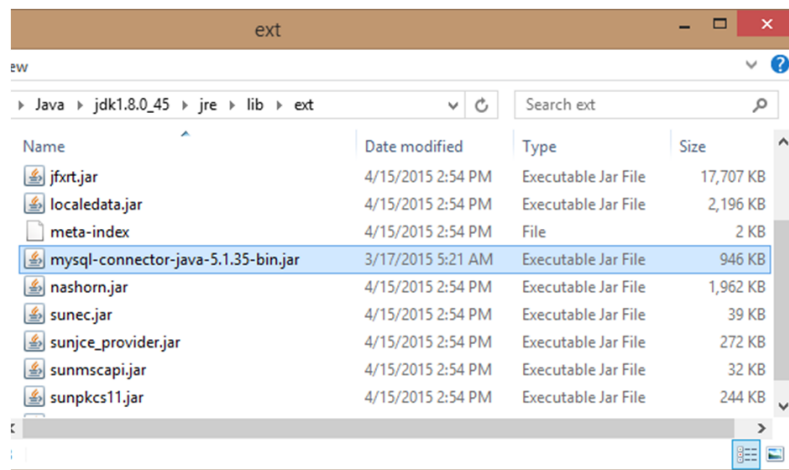 ext
ew
Java jdk1.8.0_45 jre lib ext Search ext
Name Date modified Type Size
jfxrt.jar 4/15/2015 2:54 PM Executable Jar File 17,707 KB
localedata.jar 4/15/2015 2:54 PM Executable Jar File 2,196 KB
meta-index 4/15/2015 2:54 PM File 2 KB
mysql-connector-java-5.1.35-bin.jar 3/17/2015 5:21 AM Executable Jar File 946 KB
nashorn.jar 4/15/2015 2:54 PM Executable Jar File 1,962 KB
sunec.jar 4/15/2015 2:54 PM Executable Jar File 39 KB
sunjce_provider.jar 4/15/2015 2:54 PM Executable Jar File 272 KB
sunmscapi.jar 4/15/2015 2:54 PM Executable Jar File 32 KB
sunpkcs11.jar 4/15/2015 2:54 PM Executable Jar File 244 KB